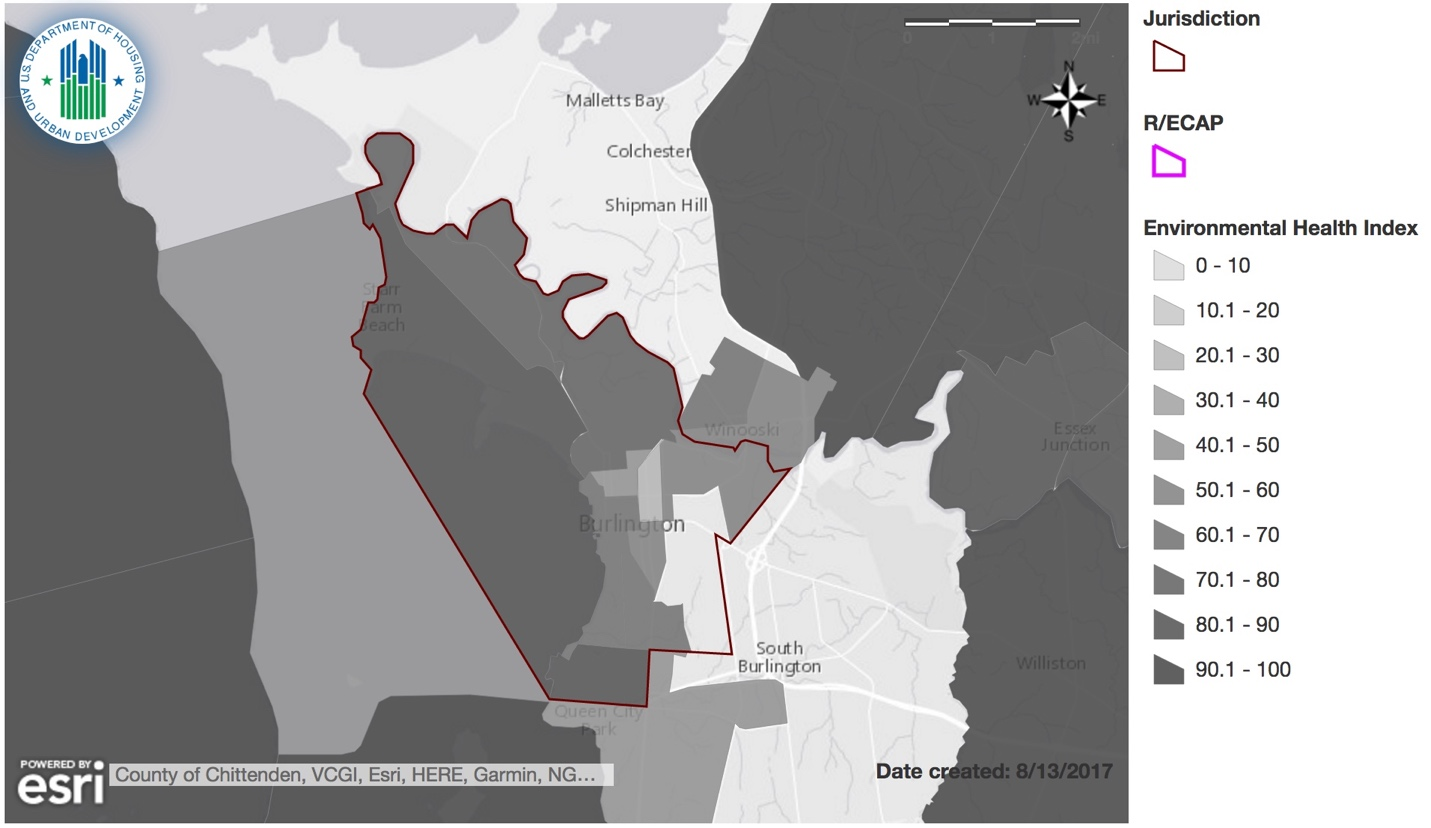 U.S. DEPARTMENT OF HOUSING
AND URBAN DEVELOPMENT
0 1 2mi
N
W E
S
Malletts Bay
Colchester
Shipman Hill
Starr
Farm
Beach
Winooski
Essex
Junction
Burlington
South
Burlington
Williston
Queen City
Park
POWERED BY
esri
County of Chittenden, VCGI, Esri, HERE, Garmin, NG...
Date created: 8/13/2017
Jurisdiction
R/ECAP
Environmental Health Index
0 - 10
10.1 - 20
20.1 - 30
30.1 - 40
40.1 - 50
50.1 - 60
60.1 - 70
70.1 - 80
80.1 - 90
90.1 - 100